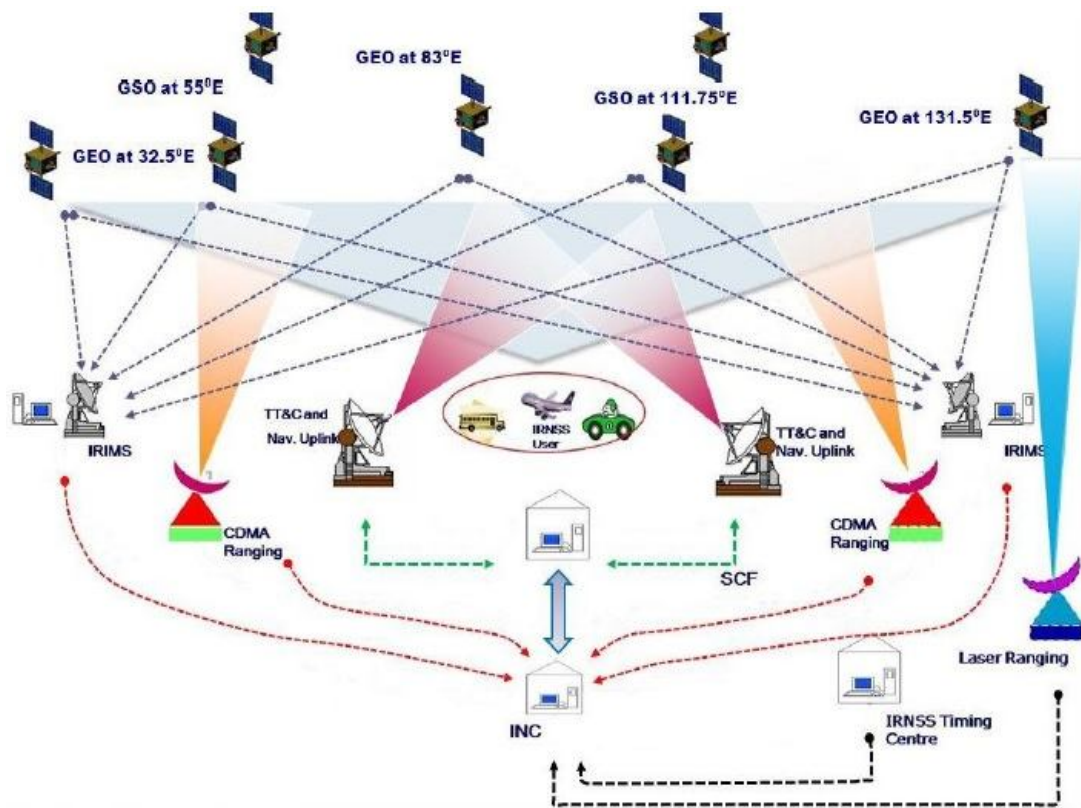 GEO at 83⁰E
GSO at 55⁰E
GSO at 111.75⁰E
GEO at 131.5⁰E
GEO at 32.5⁰E
IRIMS
TT&C and
Nav. Uplink
IRNSS
User
TT&C and
Nav. Uplink
IRIMS
CDMA
Ranging
CDMA
Ranging
SCF
Laser Ranging
INC
IRNSS Timing
Centre